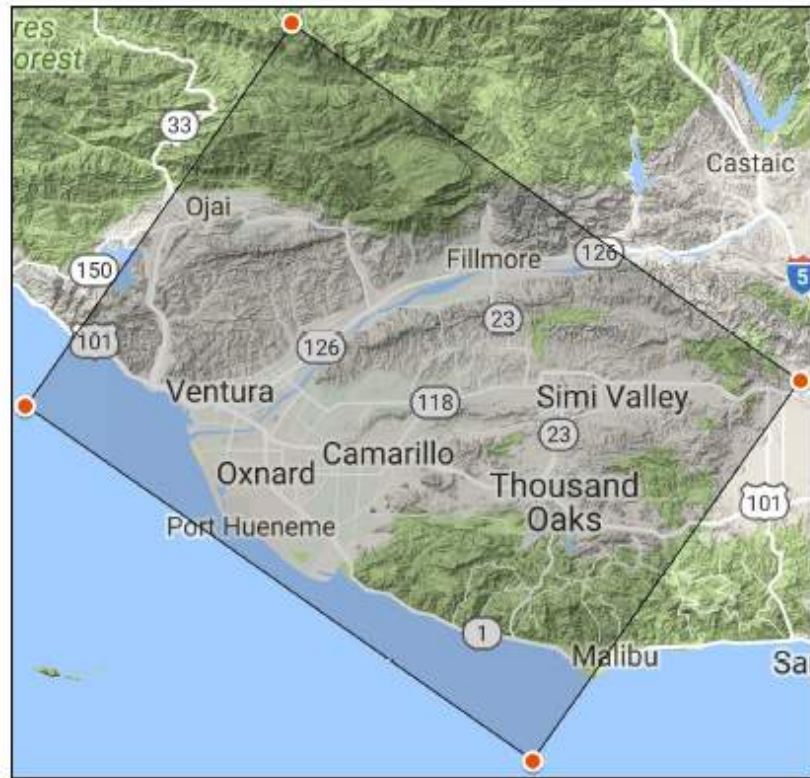 res
orest
33
Castaic
Ojai
Fillmore
126
150
5
23
101
126
Ventura
118
Simi Valley
23
Camarillo
Oxnard
Thousand
Oaks
101
Port Hueneme
1
Malibu
Sa